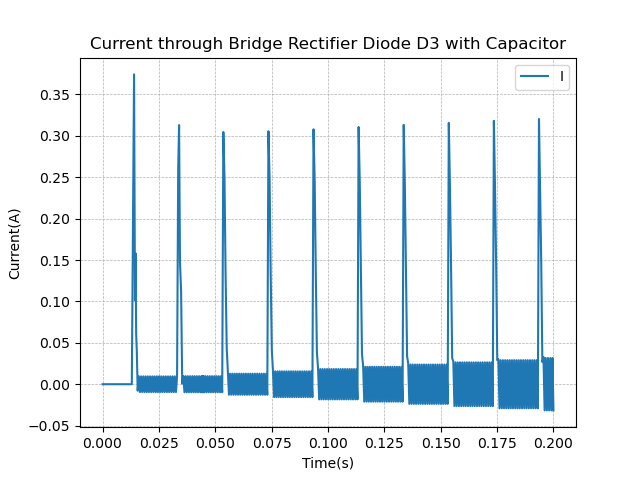 Current through Bridge Rectifier Diode D3 with Capacitor
I
0.35
0.30
0.25
0.20
0.15
0.10
0.05
0.00
−0.05
Current(A)
0.000 0.025 0.050 0.075 0.100 0.125 0.150 0.175 0.200
Time(s)